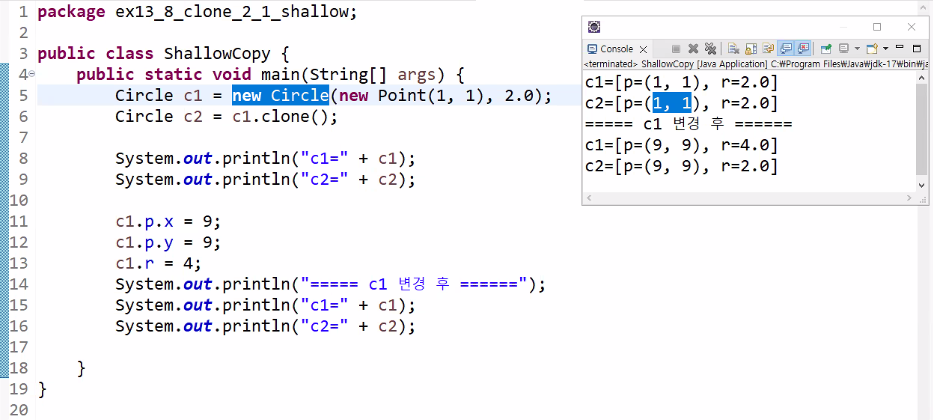 1 package ex13_8_clone_2_1_shallow;
2
3 public class ShallowCopy {
4 public static void main(String[] args) {
5 Circle c1 = new Circle(new Point(1, 1), 2.0);
6 Circle c2 = c1.clone();
7
8 System.out.println("c1=" + c1);
9 System.out.println("c2=" + c2);
10
11 c1.p.x = 9;
12 c1.p.y = 9;
13 c1.r = 4;
14 System.out.println("===== c1 변경 후 ======");
15 System.out.println("c1=" + c1);
16 System.out.println("c2=" + c2);
17
18 }
19 }
20
Console
<terminated> ShallowCopy [Java Application] C:\Program Files\Java\jdk-17\bin\ja
c1=[p=(1, 1), r=2.0]
c2=[p=(1, 1), r=2.0]
===== c1 변경 후 ======
c1=[p=(9, 9), r=4.0]
c2=[p=(9, 9), r=2.0]